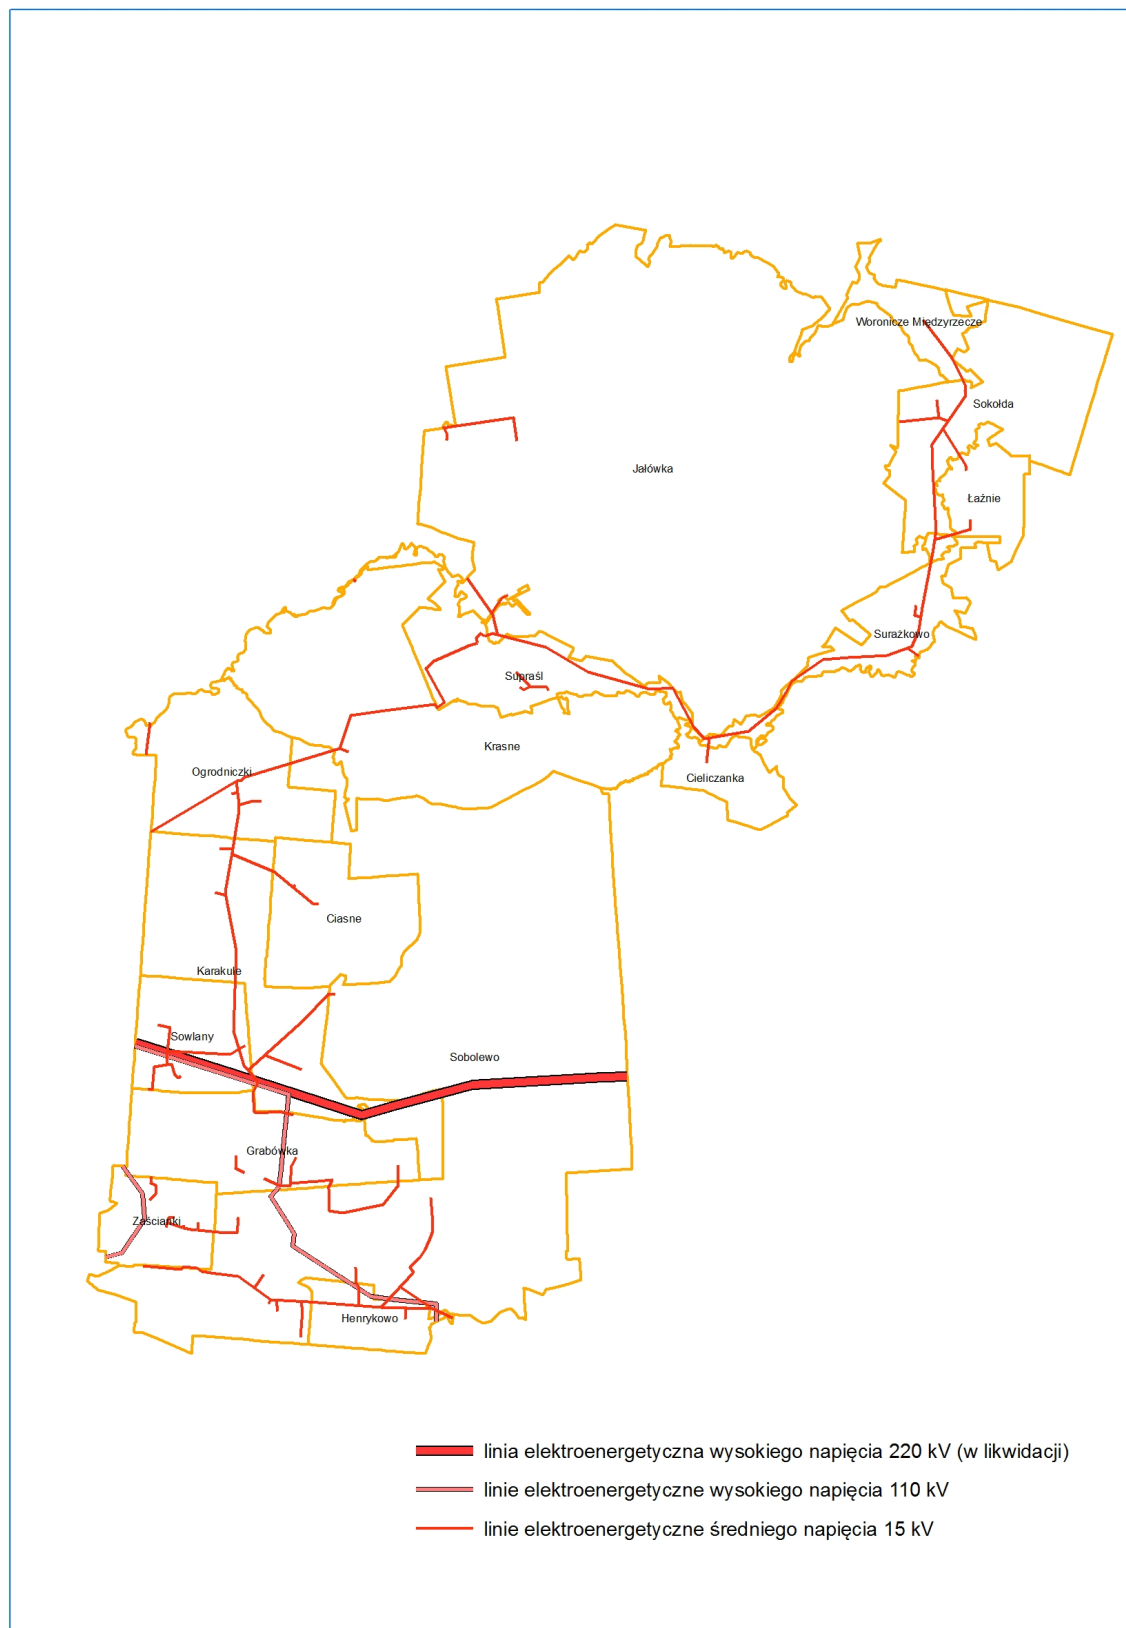 Woronicze Międzyrzecze
Sokołda
Jałówka
Łaźnie
Surażkowo
Supraśl
Krasne
Ogrodniczki
Cieliczanka
Ciasne
Karakule
Sowlany
Sobolewo
Grabówka
Zaścianki
Henrykowo
linia elektroenergetyczna wysokiego napięcia 220 kV (w likwidacji)
linie elektroenergetyczne wysokiego napięcia 110 kV
linie elektroenergetyczne średniego napięcia 15 kV